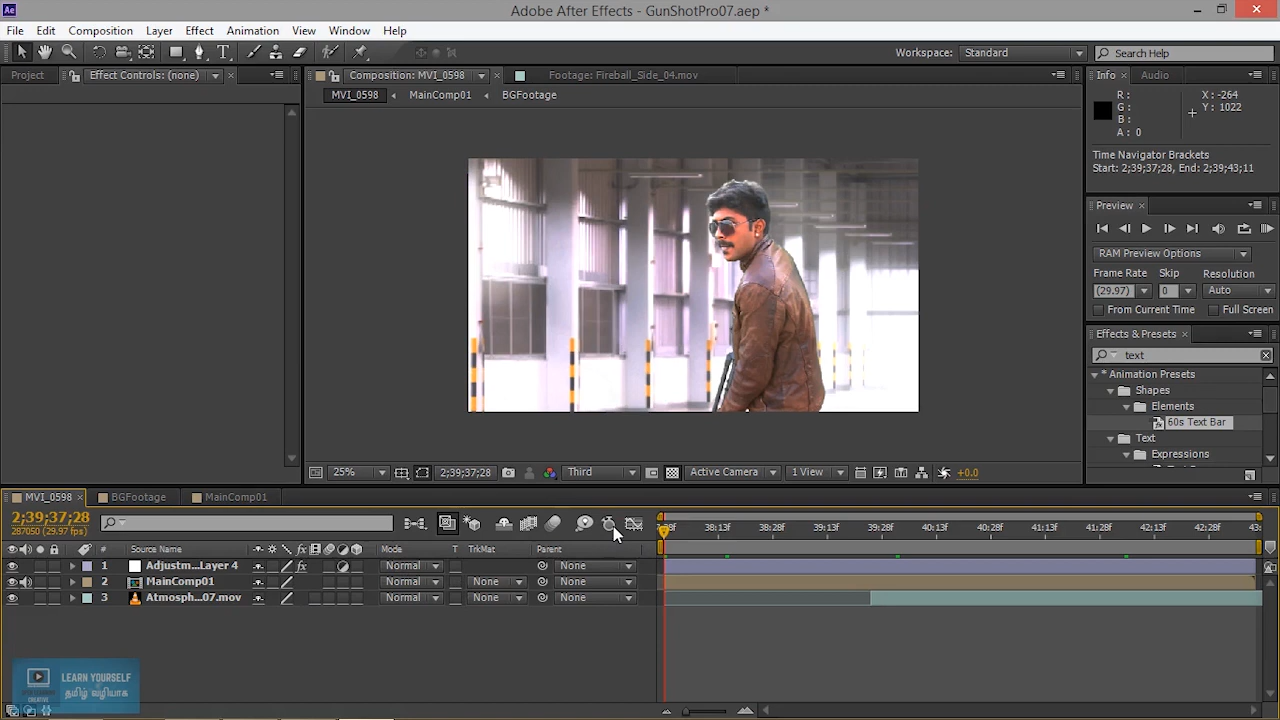 Adobe After Effects - GunShotPro07.aep *
File Edit Composition Layer Effect Animation View Window Help
Workspace: Standard Search Help
Project Effect Controls: (none) Composition: MVI_0598 Footage: Fireball_Side_04.mov Info Audio
MVI_0598 MainComp01 BGFootage
R: X: -264
G: Y: 1022
B:
A: 0
Time Navigator Brackets
Start: 2;39;37;28, End: 2;39;43;11
Preview
RAM Preview Options
Frame Rate Skip Resolution
(29.97) 0 Auto
From Current Time Full Screen
Effects & Presets
text
* Animation Presets
Shapes
Elements
60s Text Bar
Text
Expressions
25% 2;39;37;28 Third Active Camera 1 View +0.0
MVI_0598 BGFootage MainComp01
2;39;37;28
287050 (29.97 fps)
38;13f 39;13f 40;13f 40;28f 41;13f 42;13f 42;28f 43;
# Source Name Mode T TrkMat Parent
1 Adjustm...Layer 4 Normal None
2 MainComp01 Normal None None
3 Atmosph...07.mov Normal None None
LEARN YOURSELF
தமிழ் வழியாக
CREATIVE